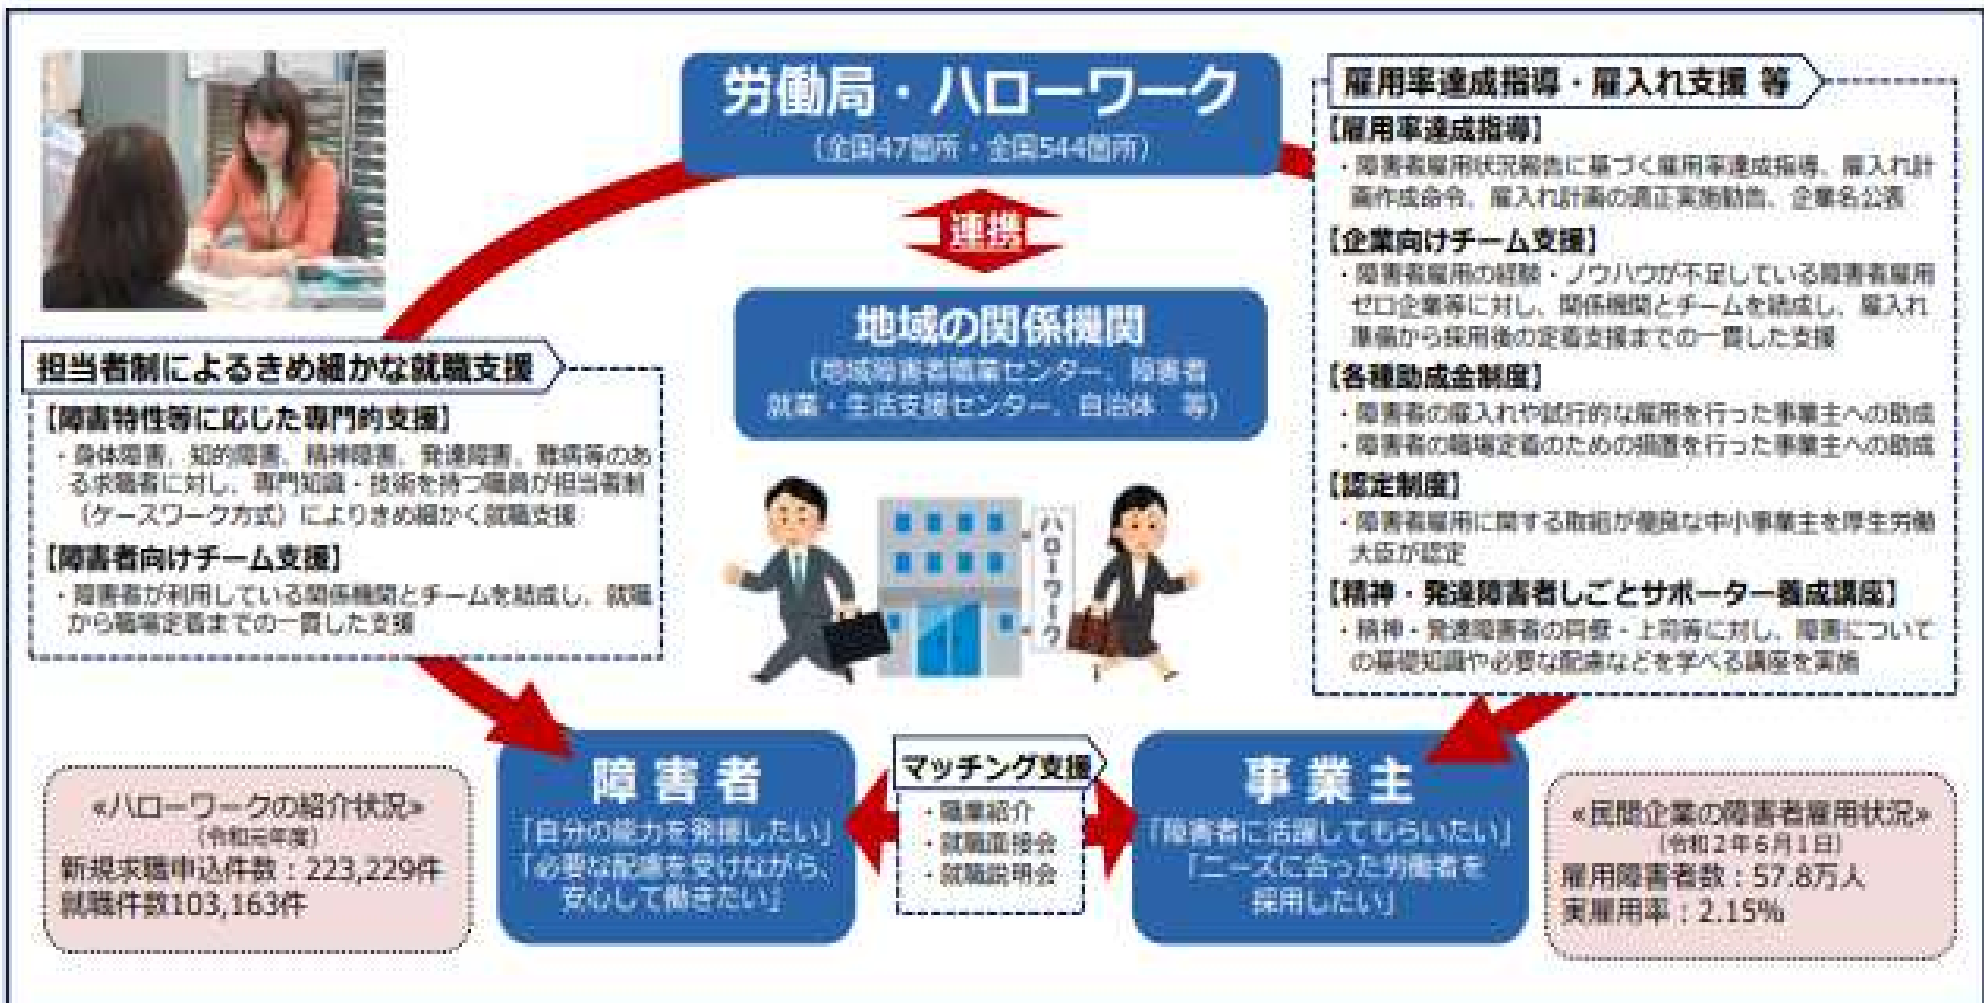 労働局・ハローワーク
(全国47箇所・全国544箇所)
連携
地域の関係機関
(地域障害者職業センター、障害者
就業・生活支援センター、自治体 等)
担当者制によるきめ細かな就職支援
【障害特性等に応じた専門的支援】
・身体障害、知的障害、精神障害、発達障害、難病等のあ
る求職者に対し、専門知識・技術を持つ職員が担当者制
(ケースワーク方式)によりきめ細かく就職支援
【障害者向けチーム支援】
・障害者が利用している関係機関とチームを結成し、就職
から職場定着までの一貫した支援
雇用率達成指導・雇入れ支援 等
【雇用率達成指導】
・障害者雇用状況報告に基づく雇用率達成指導、雇入れ計
画作成命令、雇入れ計画の適正実施勧告、企業名公表
【企業向けチーム支援】
・障害者雇用の経験・ノウハウが不足している障害者雇用
ゼロ企業等に対し、関係機関とチームを結成し、雇入れ
準備から採用後の定着支援までの一貫した支援
【各種助成金制度】
・障害者の雇入れや試行的な雇用を行った事業主への助成
・障害者の職場定着のための措置を行った事業主への助成
【認定制度】
・障害者雇用に関する取組が優良な中小事業主を厚生労働
大臣が認定
【精神・発達障害者しごとサポーター養成講座】
・精神・発達障害者の同僚・上司等に対し、障害について
の基礎知識や必要な配慮などを学べる講座を実施
ハローワーク
«ハローワークの紹介状況»
(令和元年度)
新規求職申込件数:223,229件
就職件数103,163件
障害者
「自分の能力を発揮したい」
「必要な配慮を受けながら、
安心して働きたい」
マッチング支援
・職業紹介
・就職面接会
・就職説明会
事業主
「障害者に活躍してもらいたい」
「ニーズに合った労働者を
採用したい」
«民間企業の障害者雇用状況»
(令和2年6月1日)
雇用障害者数:57.8万人
実雇用率:2.15%